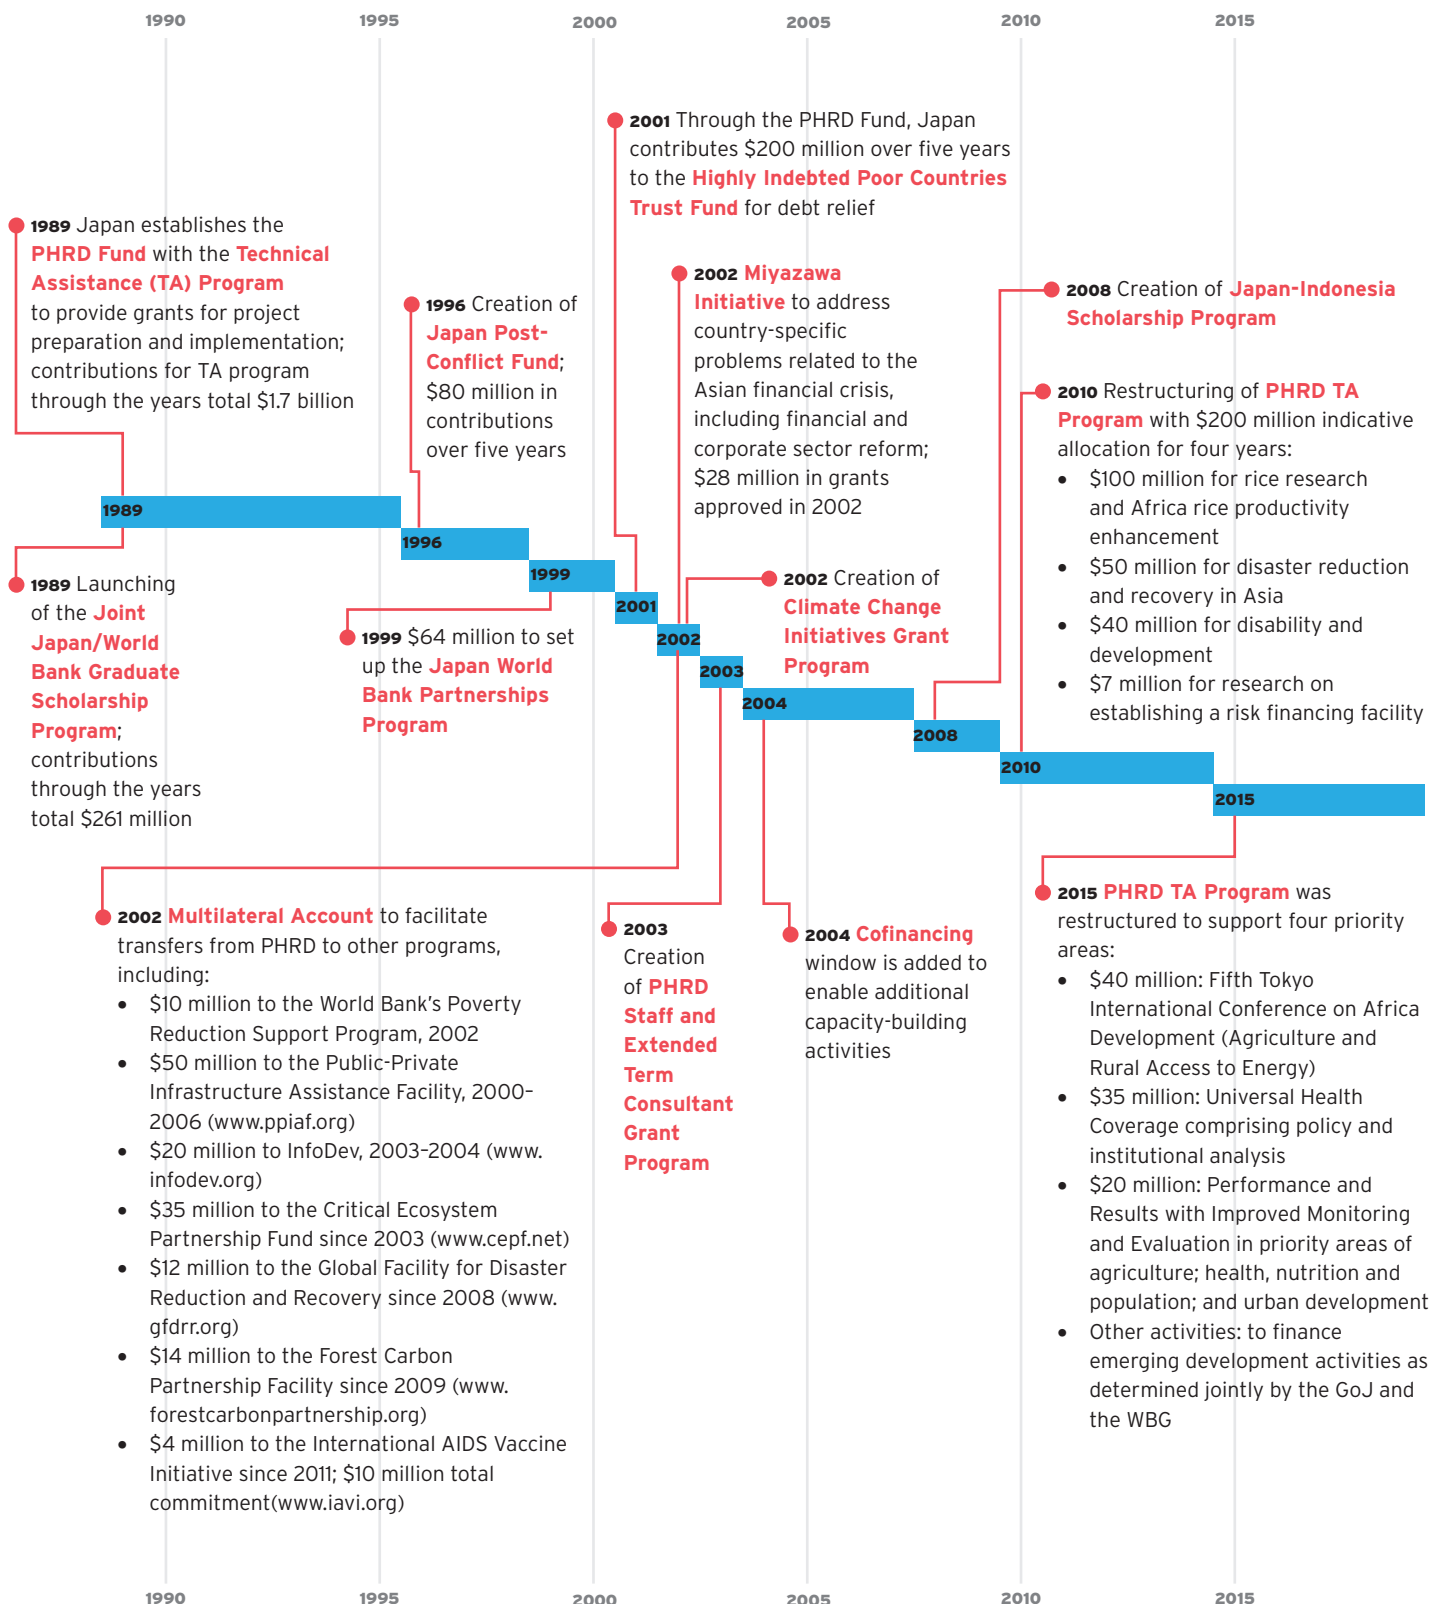 1990 1995 2000 2005 2010 2015
2001 Through the PHRD Fund, Japan
contributes $200 million over five years
to the Highly Indebted Poor Countries
Trust Fund for debt relief
1989 Japan establishes the
PHRD Fund with the Technical
Assistance (TA) Program
to provide grants for project
preparation and implementation;
contributions for TA program
through the years total $1.7 billion
1996 Creation of
Japan Post-
Conflict Fund;
$80 million in
contributions
over five years
2002 Miyazawa
Initiative to address
country-specific
problems related to the
Asian financial crisis,
including financial and
corporate sector reform;
$28 million in grants
approved in 2002
2008 Creation of Japan-Indonesia
Scholarship Program
2010 Restructuring of PHRD TA
Program with $200 million indicative
allocation for four years:
• $100 million for rice research
and Africa rice productivity
enhancement
• $50 million for disaster reduction
and recovery in Asia
• $40 million for disability and
development
• $7 million for research on
establishing a risk financing facility
1989
1996
1999
2001
2002
2003
2004
2008
2010
2015
1989 Launching
of the Joint
Japan/World
Bank Graduate
Scholarship
Program;
contributions
through the years
total $261 million
1999 $64 million to set
up the Japan World
Bank Partnerships
Program
2002 Creation of
Climate Change
Initiatives Grant
Program
2002 Multilateral Account to facilitate
transfers from PHRD to other programs,
including:
• $10 million to the World Bank's Poverty
Reduction Support Program, 2002
• $50 million to the Public-Private
Infrastructure Assistance Facility, 2000–
2006 (www.ppiaf.org)
• $20 million to InfoDev, 2003–2004 (www.
infodev.org)
• $35 million to the Critical Ecosystem
Partnership Fund since 2003 (www.cepf.net)
• $12 million to the Global Facility for Disaster
Reduction and Recovery since 2008 (www.
gfdrr.org)
• $14 million to the Forest Carbon
Partnership Facility since 2009 (www.
forestcarbonpartnership.org)
• $4 million to the International AIDS Vaccine
Initiative since 2011; $10 million total
commitment(www.iavi.org)
2003
Creation
of PHRD
Staff and
Extended
Term
Consultant
Grant
Program
2004 Cofinancing
window is added to
enable additional
capacity-building
activities
2015 PHRD TA Program was
restructured to support four priority
areas:
• $40 million: Fifth Tokyo
International Conference on Africa
Development (Agriculture and
Rural Access to Energy)
• $35 million: Universal Health
Coverage comprising policy and
institutional analysis
• $20 million: Performance and
Results with Improved Monitoring
and Evaluation in priority areas of
agriculture; health, nutrition and
population; and urban development
• Other activities: to finance
emerging development activities as
determined jointly by the GoJ and
the WBG
1990 1995 2000 2005 2010 2015